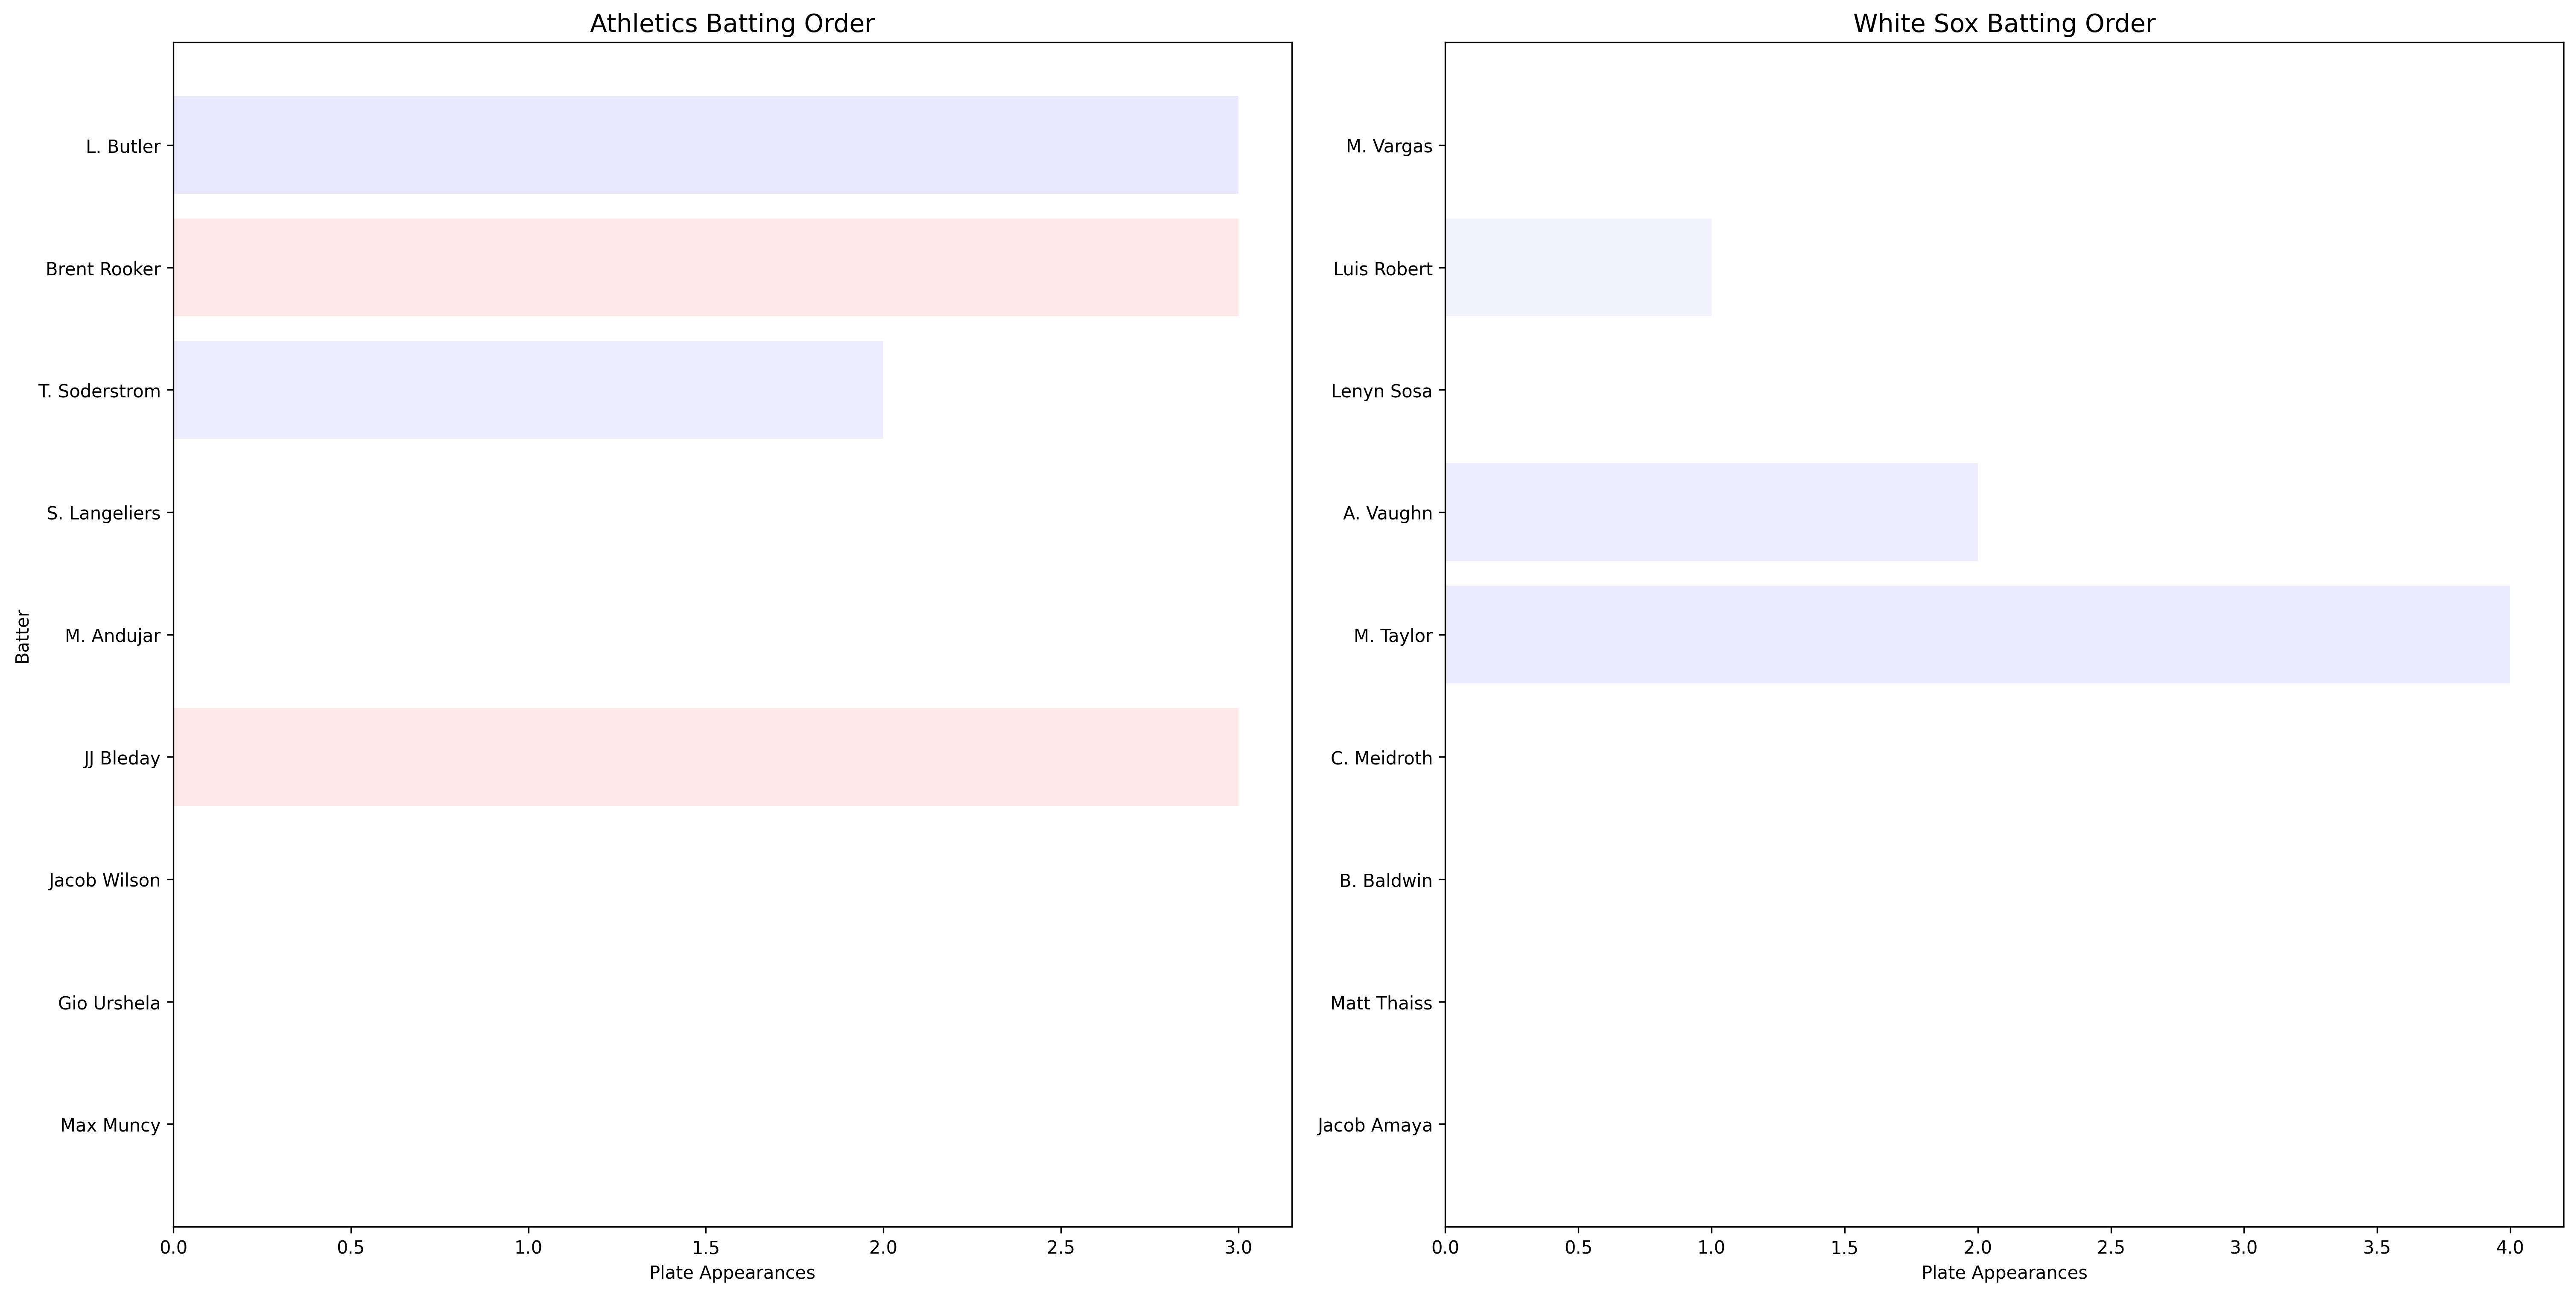 Athletics Batting Order
L. Butler
Brent Rooker
T. Soderstrom
S. Langeliers
M. Andujar
JJ Bleday
Jacob Wilson
Gio Urshela
Max Muncy
Batter
0.0 0.5 1.0 1.5 2.0 2.5 3.0
Plate Appearances
White Sox Batting Order
M. Vargas
Luis Robert
Lenyn Sosa
A. Vaughn
M. Taylor
C. Meidroth
B. Baldwin
Matt Thaiss
Jacob Amaya
0.0 0.5 1.0 1.5 2.0 2.5 3.0 3.5 4.0
Plate Appearances